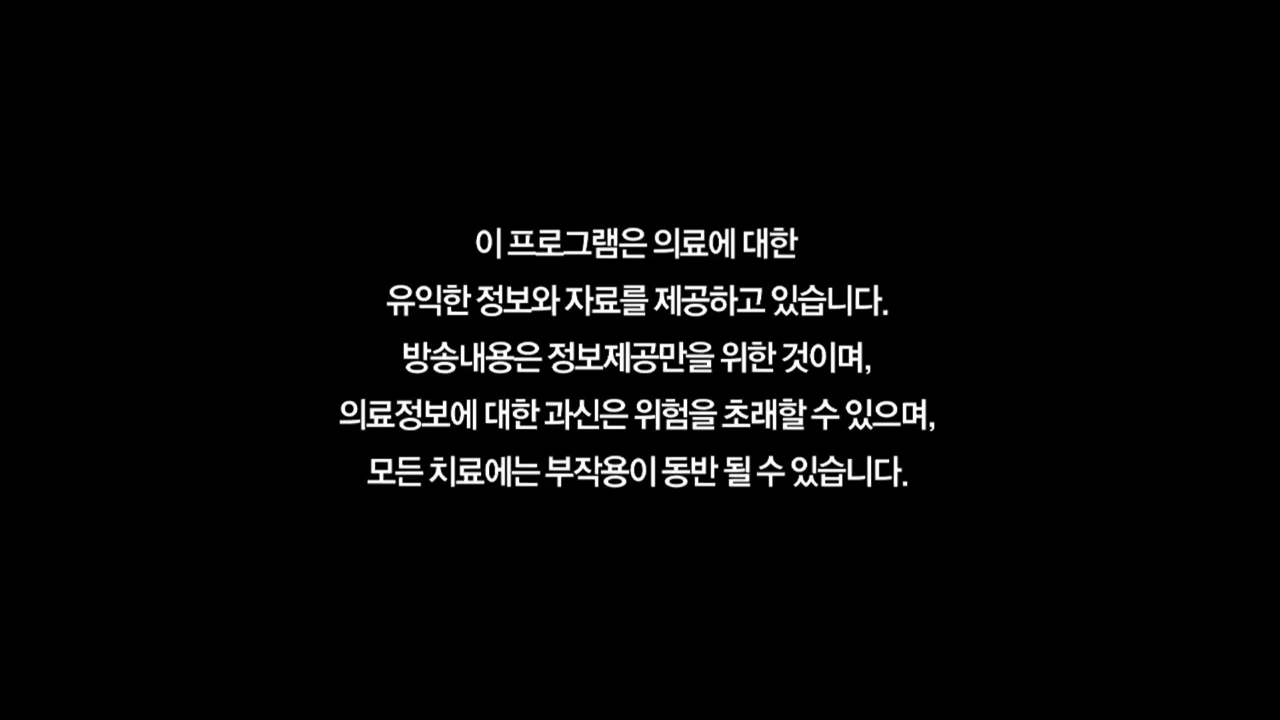 이 프로그램은 의료에 대한
유익한 정보와 자료를 제공하고 있습니다.
방송내용은 정보제공만을 위한 것이며,
의료정보에 대한 과신은 위험을 초래할 수 있으며,
모든 치료에는 부작용이 동반 될 수 있습니다.